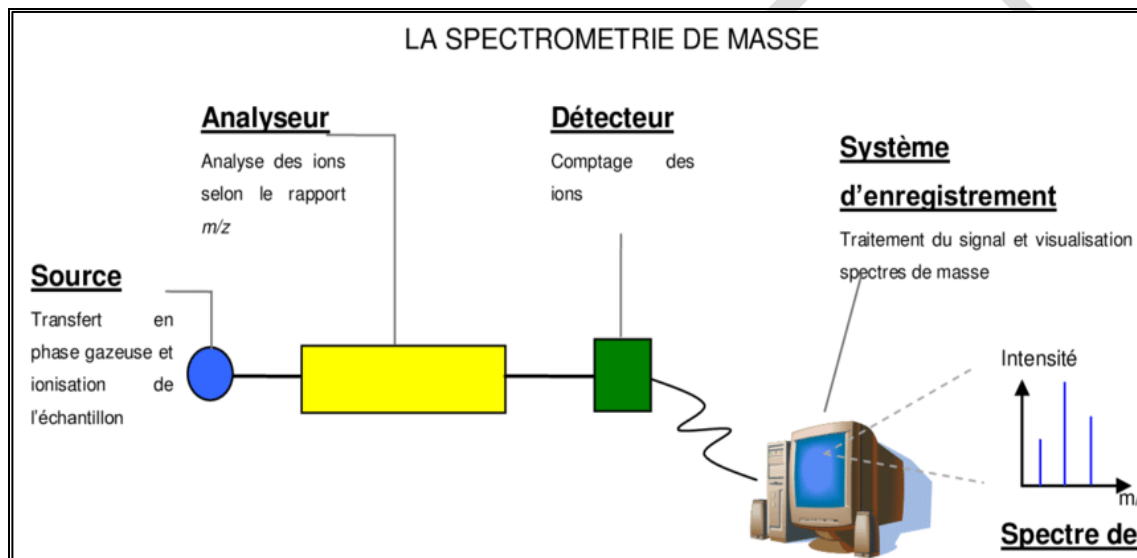 LA SPECTROMETRIE DE MASSE
Analyseur
Analyse des ions
selon le rapport
m/z
Détecteur
Comptage des
ions
Système
d'enregistrement
Traitement du signal et visualisation
spectres de masse
Source
Transfert en
phase gazeuse et
ionisation de
l'échantillon
Intensité
m/
Spectre de